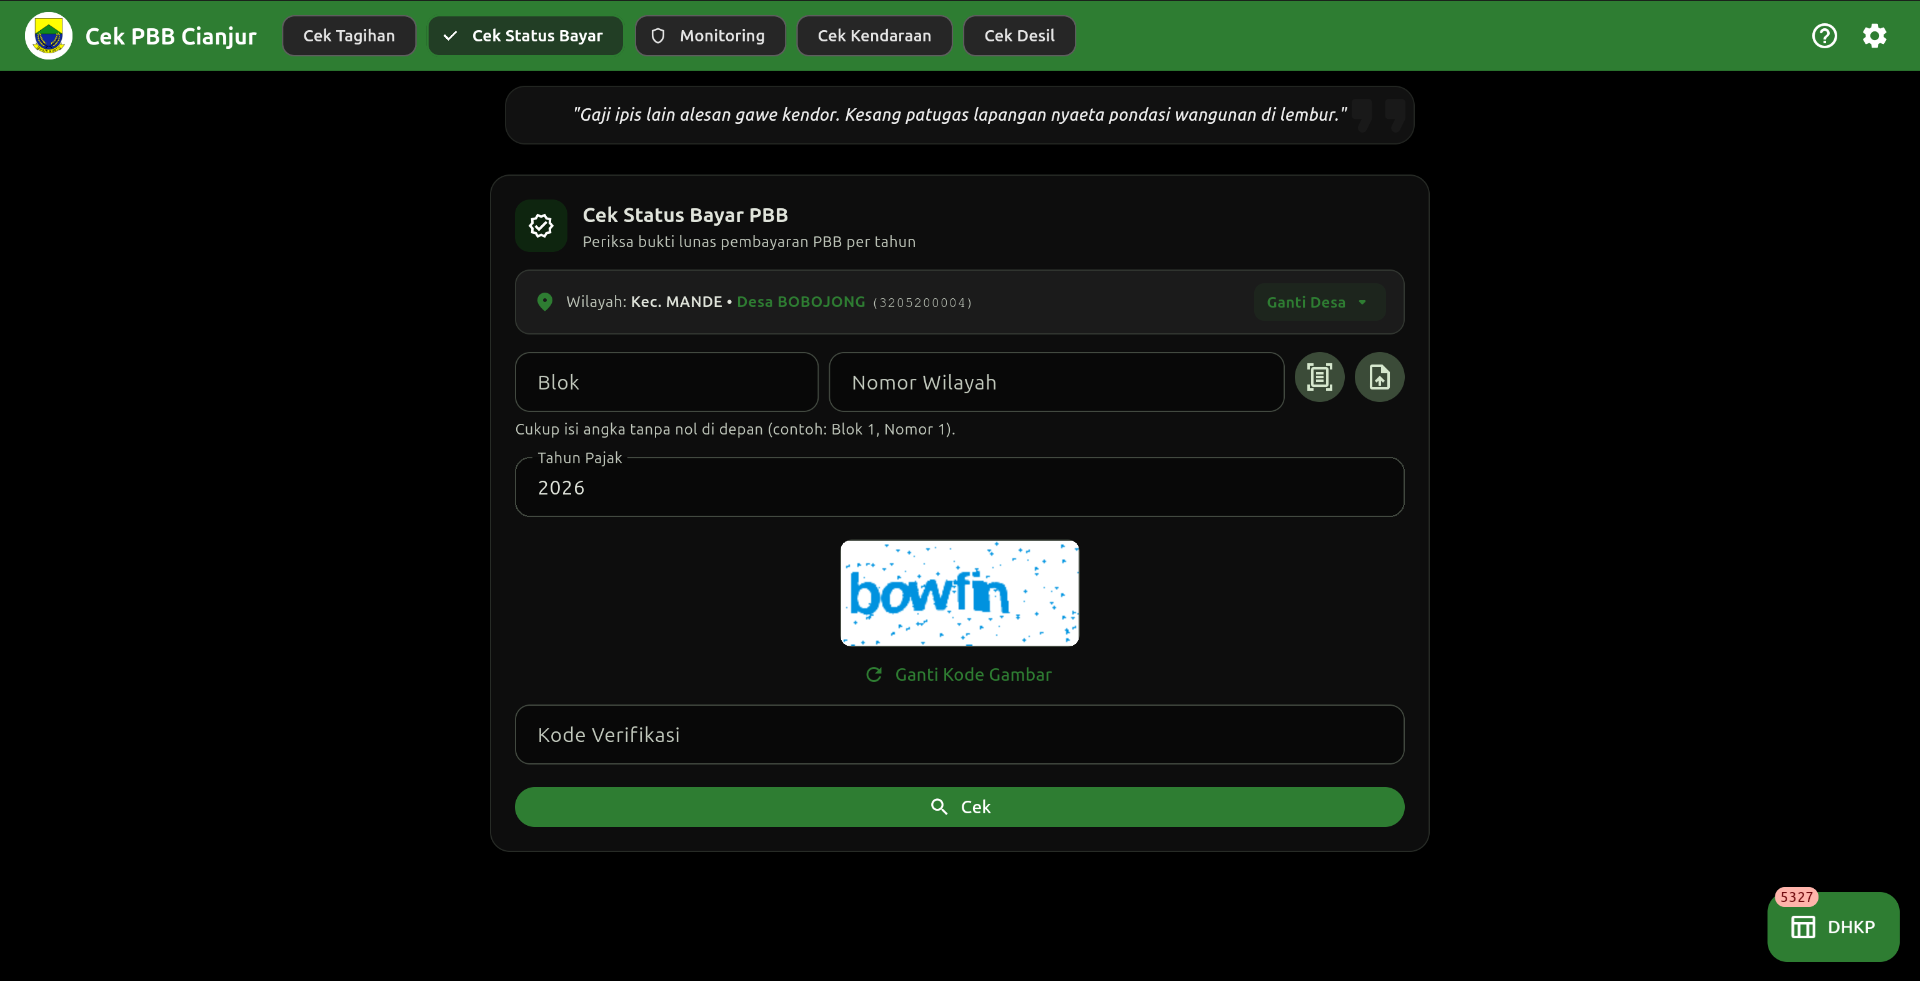 Cek PBB Cianjur
Cek Tagihan
Cek Status Bayar
Monitoring
Cek Kendaraan
Cek Desil
"Gaji ipis lain alesan gawe kendor. Kesang patugas lapangan nyaeta pondasi wangunan di lembur."
Cek Status Bayar PBB
Periksa bukti lunas pembayaran PBB per tahun
Wilayah: Kec. MANDE • Desa BOBOJONG (3205200004)
Ganti Desa
Blok
Nomor Wilayah
Cukup isi angka tanpa nol di depan (contoh: Blok 1, Nomor 1).
Tahun Pajak
2026
bowfin
Ganti Kode Gambar
Kode Verifikasi
Cek
5327
DHKP